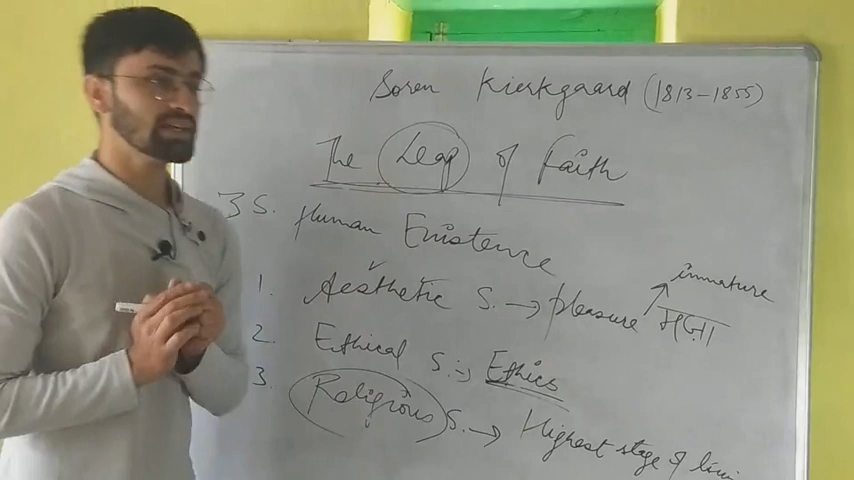 Soren Kierkgaard (1813-1855)
The Leap of Faith
3 S. Human Existence
immature
1. Aesthetic S. → pleasure
2. Ethical S. :→ Ethics
3. Religious S. → Highest stage of livin